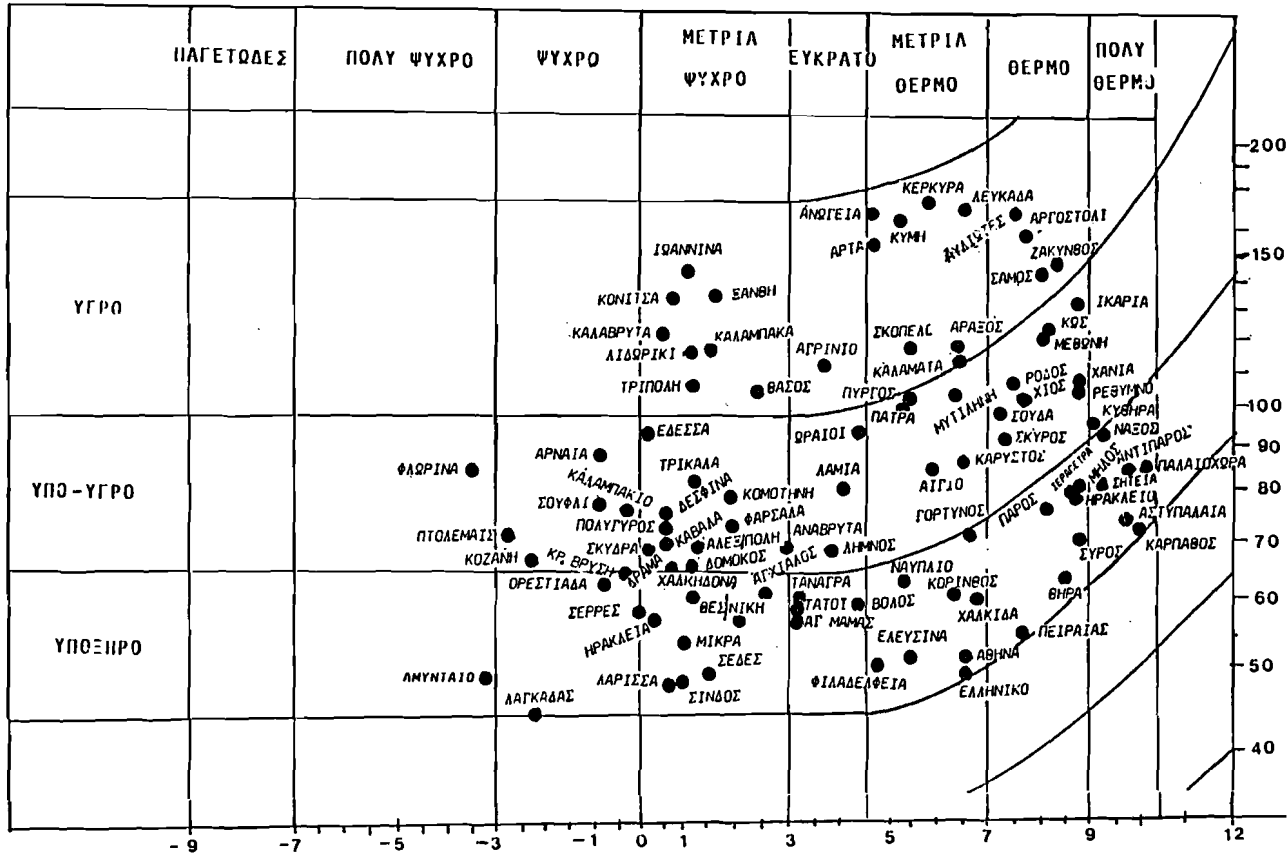 ΠΑΓΕΤΩΔΕΣ
ΠΟΛΥ ΨΥΧΡΟ
ΨΥΧΡΟ
ΜΕΤΡΙΑ
ΨΥΧΡΟ
ΕΥΚΡΑΤΟ
ΜΕΤΡΙΑ
ΘΕΡΜΟ
ΘΕΡΜΟ
ΠΟΛΥ
ΘΕΡΜΟ
200
ΚΕΡΚΥΡΑ
ΛΕΥΚΑΔΑ
ΑΝΩΓΕΙΑ
ΑΡΓΟΣΤΟΛΙ
ΑΡΤΑ
ΚΥΜΗ
ΖΑΚΥΝΘΟΣ
150
ΙΩΑΝΝΙΝΑ
ΣΑΜΟΣ
ΥΓΡΟ
ΚΟΝΙΤΣΑ
ΞΑΝΘΗ
ΙΚΑΡΙΑ
ΚΑΛΑΒΡΥΤΑ
ΚΑΛΑΜΠΑΚΑ
ΣΚΟΠΕΛΟ
ΑΡΑΞΟΣ
ΚΩΣ
ΜΕΘΩΝΗ
ΛΙΔΩΡΙΚΙ
ΑΓΡΙΝΙΟ
ΚΑΛΑΜΑΤΑ
ΤΡΙΠΟΛΗ
ΘΑΣΟΣ
ΠΥΡΓΟΣ
ΜΥΤΙΛΗΝΗ
ΡΟΔΟΣ
ΧΙΟΣ
ΧΑΝΙΑ
ΡΕΘΥΜΝΟ
100
ΠΑΤΡΑ
ΣΟΥΔΑ
ΚΥΘΗΡΑ
ΕΔΕΣΣΑ
ΩΡΑΙΟΙ
ΣΚΥΡΟΣ
ΝΑΞΟΣ
90
ΑΡΝΑΙΑ
ΦΛΩΡΙΝΑ
ΤΡΙΚΑΛΑ
ΛΑΜΙΑ
ΚΑΡΥΣΤΟΣ
ΑΙΓΙΟ
ΙΕΡΑΠΕΤΡΑ
ΜΗΛΟΣ
ΑΝΤΙΠΑΡΟΣ
ΠΑΛΑΙΟΧΩΡΑ
ΥΠΟ-ΥΓΡΟ
ΚΑΛΑΜΠΑΚΙΟ
ΔΕΣΦΙΝΑ
ΚΟΜΟΤΗΝΗ
ΣΗΤΕΙΑ
80
ΣΟΥΦΛΙ
ΓΟΡΤΥΝΟΣ
ΠΑΡΟΣ
ΗΡΑΚΛΕΙΟ
ΠΟΛΥΓΥΡΟΣ
ΚΑΒΑΛΑ
ΦΑΡΣΑΛΑ
ΑΣΤΥΠΑΛΑΙΑ
ΠΤΟΛΕΜΑΙΣ
ΑΛΕΞ/ΠΟΛΗ
ΑΝΑΒΡΥΤΑ
ΚΑΡΠΑΘΟΣ
70
ΚΟΖΑΝΗ
ΚΡ. ΒΡΥΣΗ
ΣΚΥΔΡΑ
ΔΡΑΜΑ
ΔΟΜΟΚΟΣ
ΑΓΧΙΑΛΟΣ
ΛΗΜΝΟΣ
ΣΥΡΟΣ
ΟΡΕΣΤΙΑΔΑ
ΧΑΛΚΗΔΟΝΑ
ΤΑΝΑΓΡΑ
ΝΑΥΠΛΙΟ
ΚΟΡΙΝΘΟΣ
ΘΗΡΑ
60
ΣΕΡΡΕΣ
ΘΕΣ/ΝΙΚΗ
ΤΑΤΟΙ
ΒΟΛΟΣ
ΧΑΛΚΙΔΑ
ΗΡΑΚΛΕΙΑ
ΑΓ ΜΑΜΑΣ
ΥΠΟΞΗΡΟ
ΜΙΚΡΑ
ΕΛΕΥΣΙΝΑ
ΠΕΙΡΑΙΑΣ
ΣΕΔΕΣ
ΑΘΗΝΑ
50
ΑΜΥΝΤΑΙΟ
ΛΑΡΙΣΣΑ
ΦΙΛΑΔΕΛΦΕΙΑ
ΛΑΓΚΑΔΑΣ
ΣΙΝΔΟΣ
ΕΛΛΗΝΙΚΟ
40
-9 -7 -5 -3 -1 0 1 3 5 7 9 12